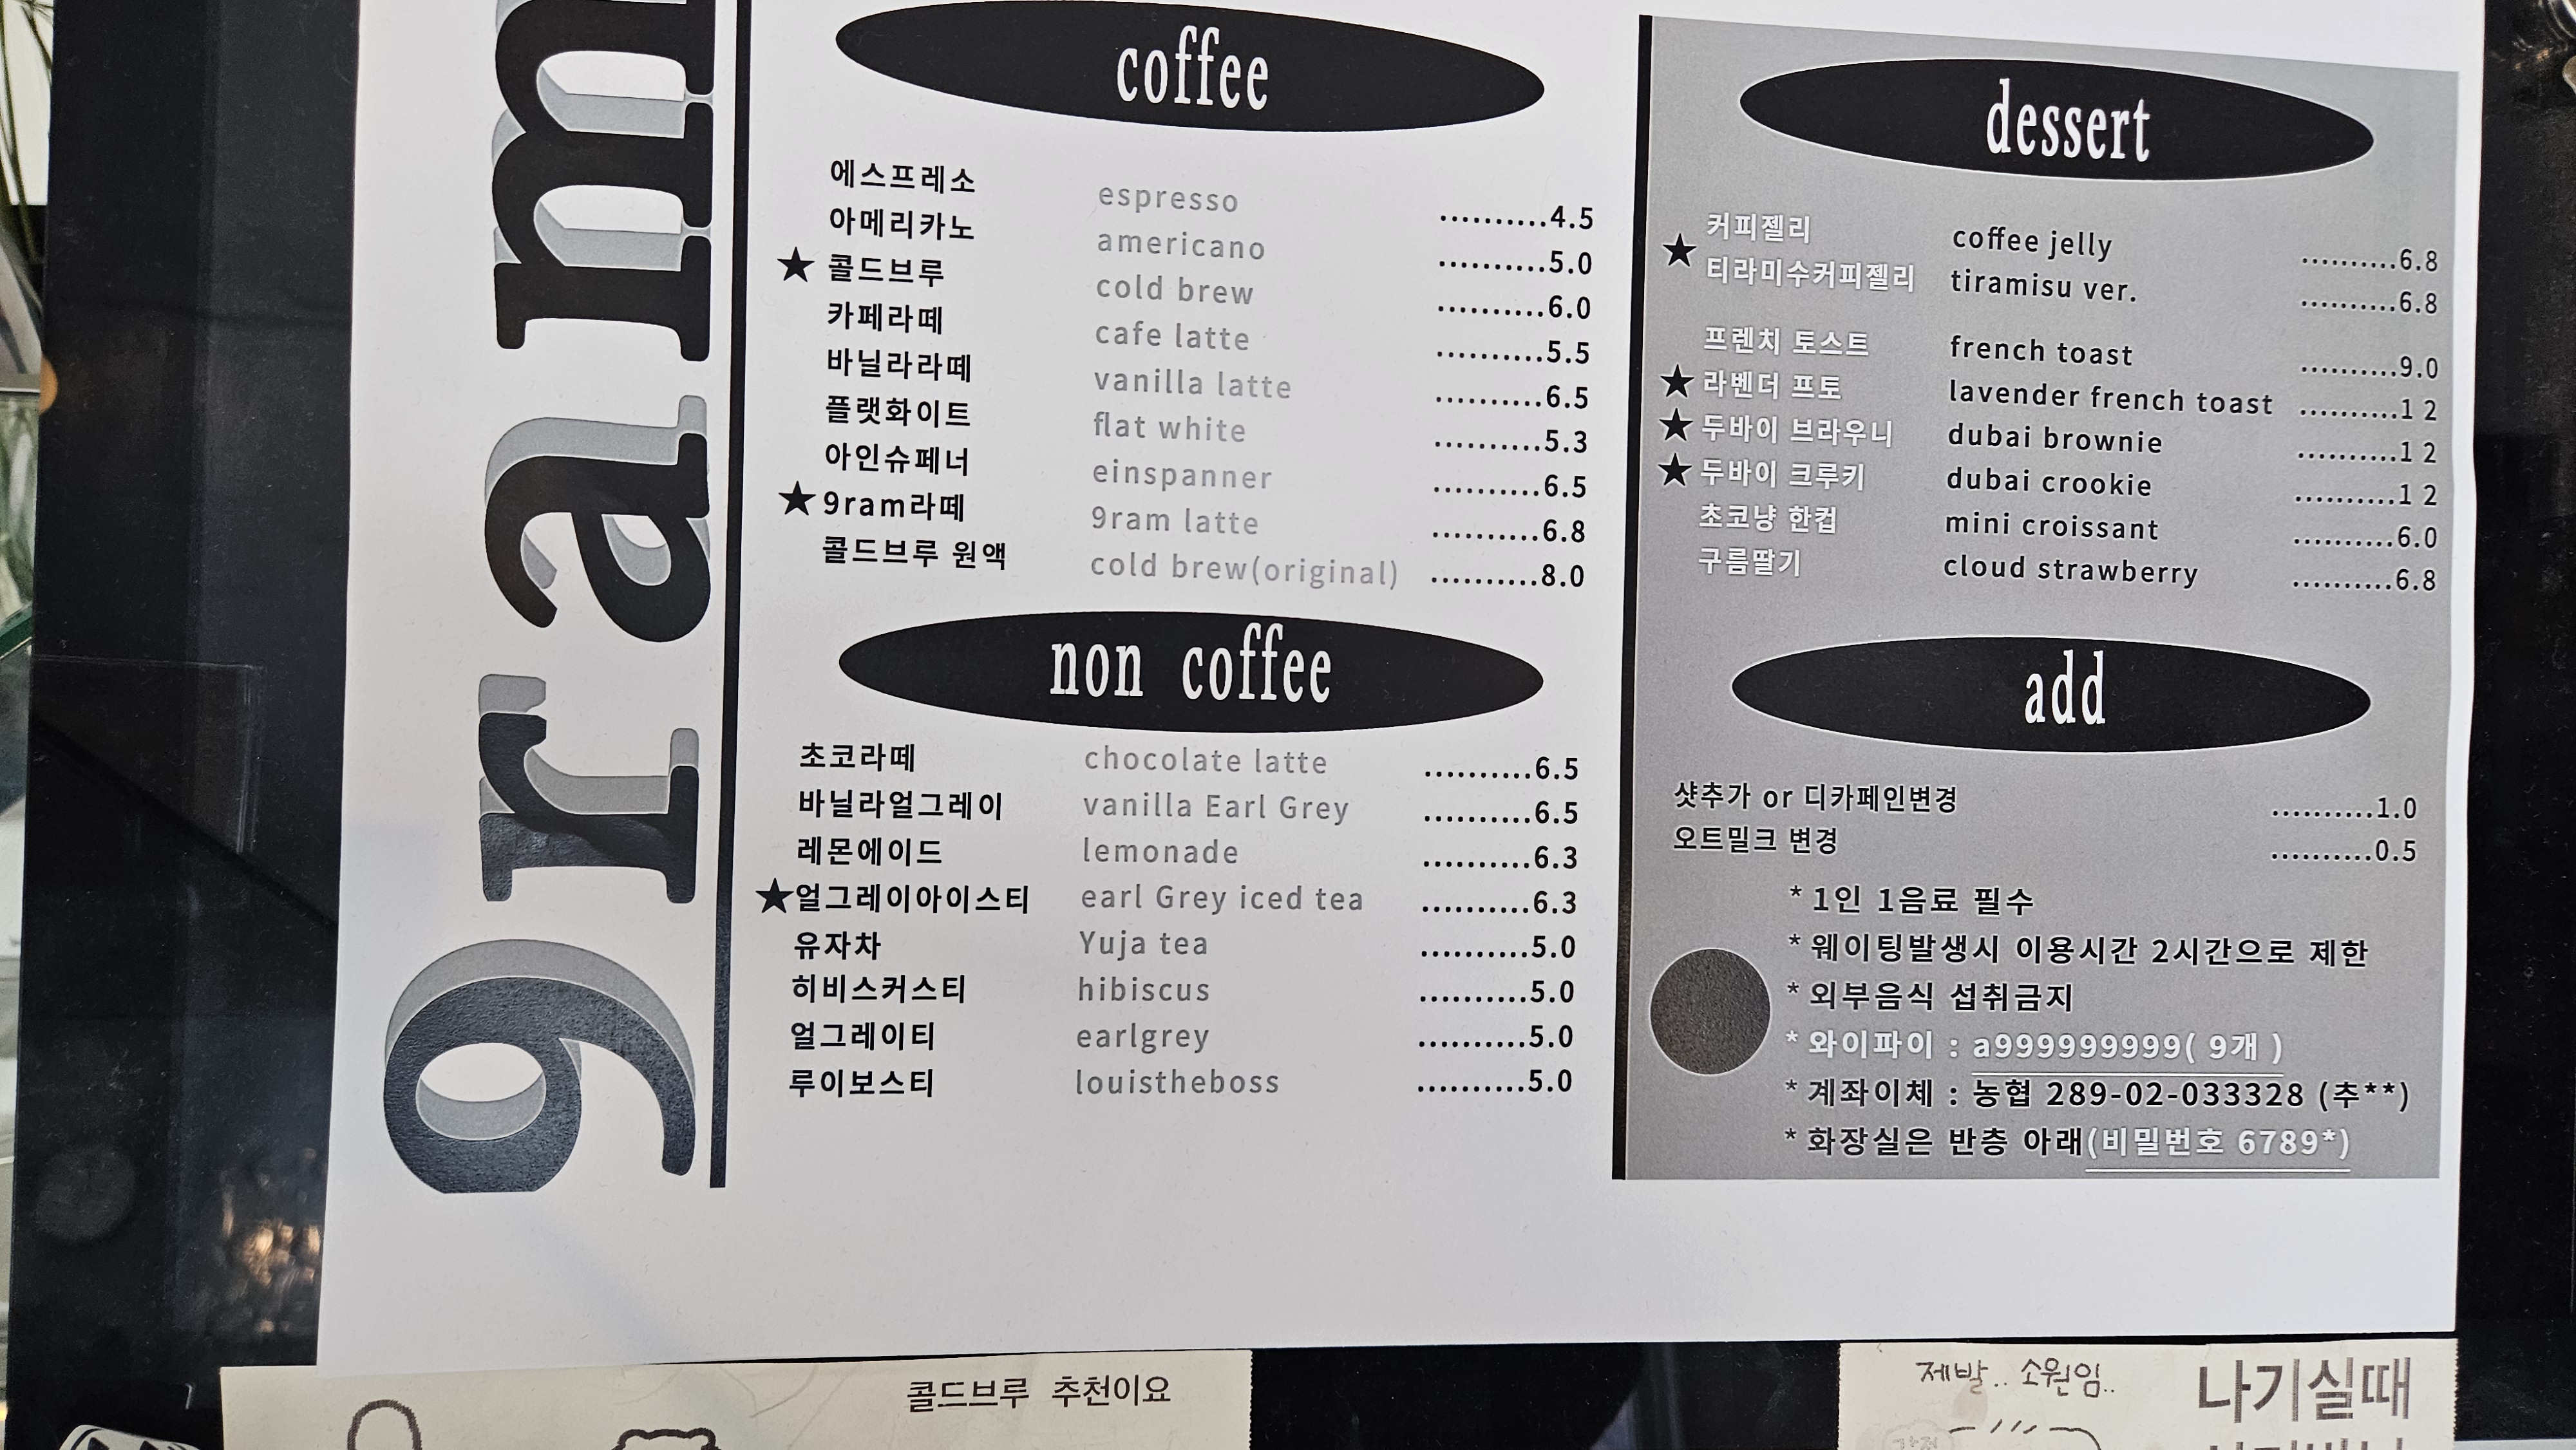 9ram
coffee
에스프레소 espresso ..........4.5
아메리카노 americano ..........5.0
★ 콜드브루 cold brew ..........6.0
카페라떼 cafe latte ..........5.5
바닐라라떼 vanilla latte ..........6.5
플랫화이트 flat white ..........5.3
아인슈페너 einspanner ..........6.5
★ 9ram라떼 9ram latte ..........6.8
콜드브루 원액 cold brew(original) ..........8.0
non coffee
초코라떼 chocolate latte ..........6.5
바닐라얼그레이 vanilla Earl Grey ..........6.5
레몬에이드 lemonade ..........6.3
★얼그레이아이스티 earl Grey iced tea ..........6.3
유자차 Yuja tea ..........5.0
히비스커스티 hibiscus ..........5.0
얼그레이티 earlgrey ..........5.0
루이보스티 louistheboss ..........5.0
dessert
커피젤리 coffee jelly ..........6.8
★ 티라미수커피젤리 tiramisu ver. ..........6.8
프렌치 토스트 french toast ..........9.0
★ 라벤더 프토 lavender french toast ..........1 2
★ 두바이 브라우니 dubai brownie ..........1 2
★ 두바이 크루키 dubai crookie ..........1 2
초코냥 한컵 mini croissant ..........6.0
구름딸기 cloud strawberry ..........6.8
add
샷추가 or 디카페인변경 ..........1.0
오트밀크 변경 ..........0.5
* 1인 1음료 필수
* 웨이팅발생시 이용시간 2시간으로 제한
* 외부음식 섭취금지
* 와이파이 : a999999999( 9개 )
* 계좌이체 : 농협 289-02-033328 (추**)
* 화장실은 반층 아래(비밀번호 6789*)
콜드브루 추천이요
제발.. 소원임..
나기실때